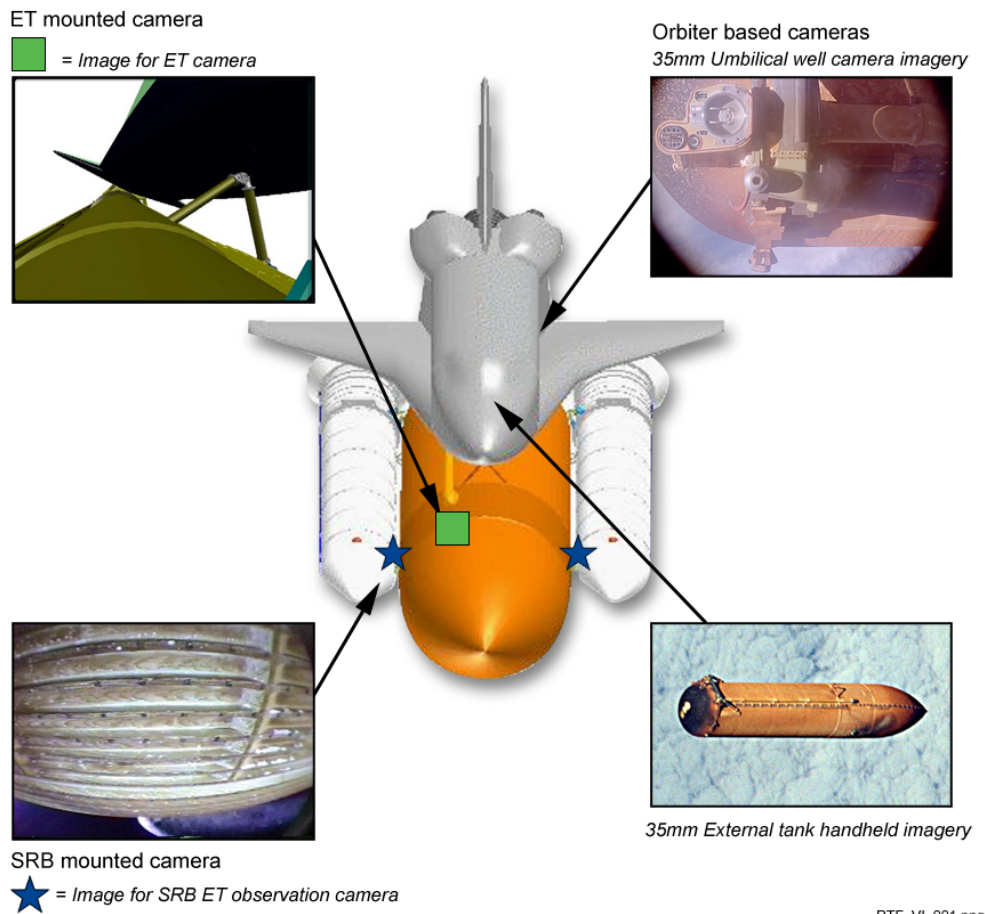 ET mounted camera
= Image for ET camera
Orbiter based cameras
35mm Umbilical well camera imagery
35mm External tank handheld imagery
SRB mounted camera
= Image for SRB ET observation camera